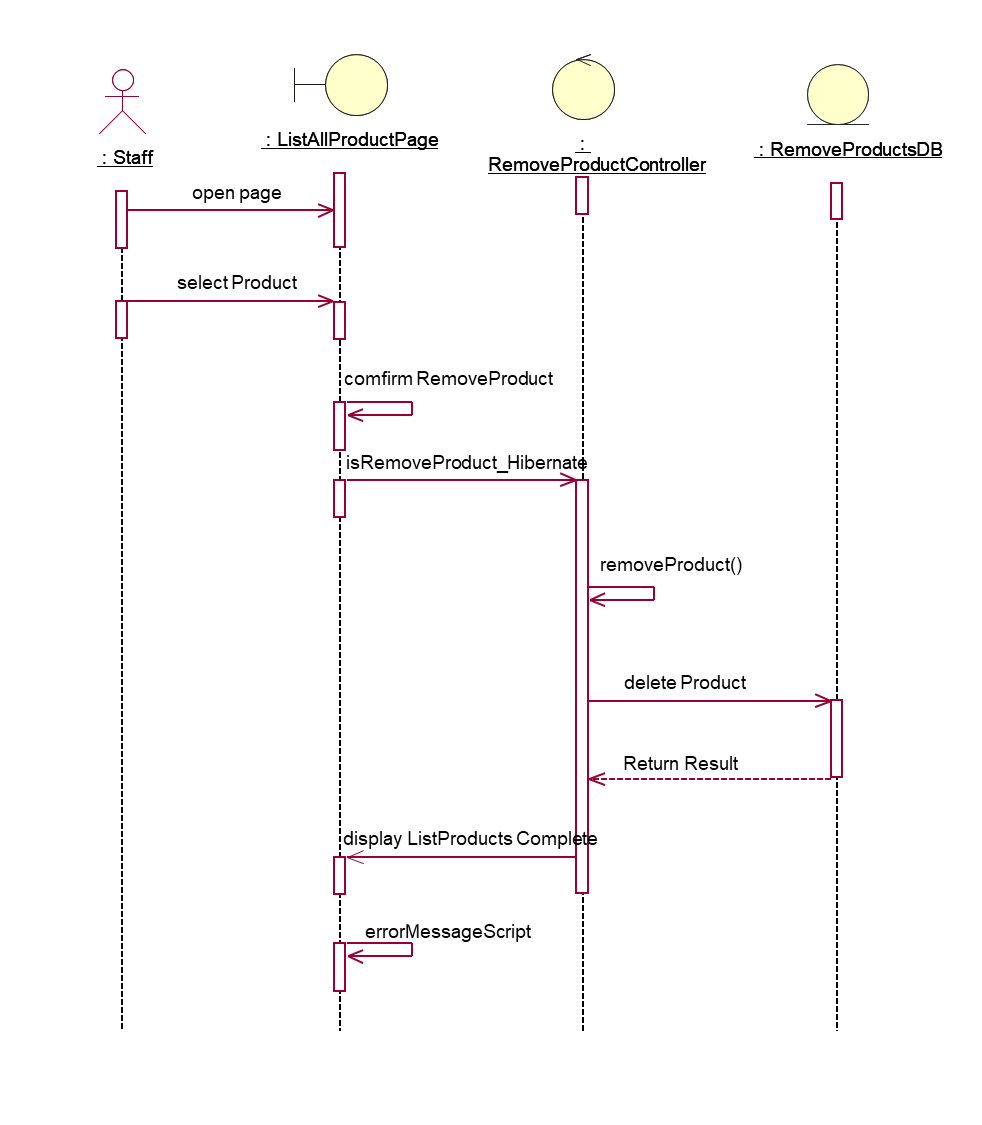 : Staff
: ListAllProductPage
:
RemoveProductController
: RemoveProductsDB
open page
select Product
comfirm RemoveProduct
isRemoveProduct_Hibernate
removeProduct()
delete Product
Return Result
display ListProducts Complete
errorMessageScript